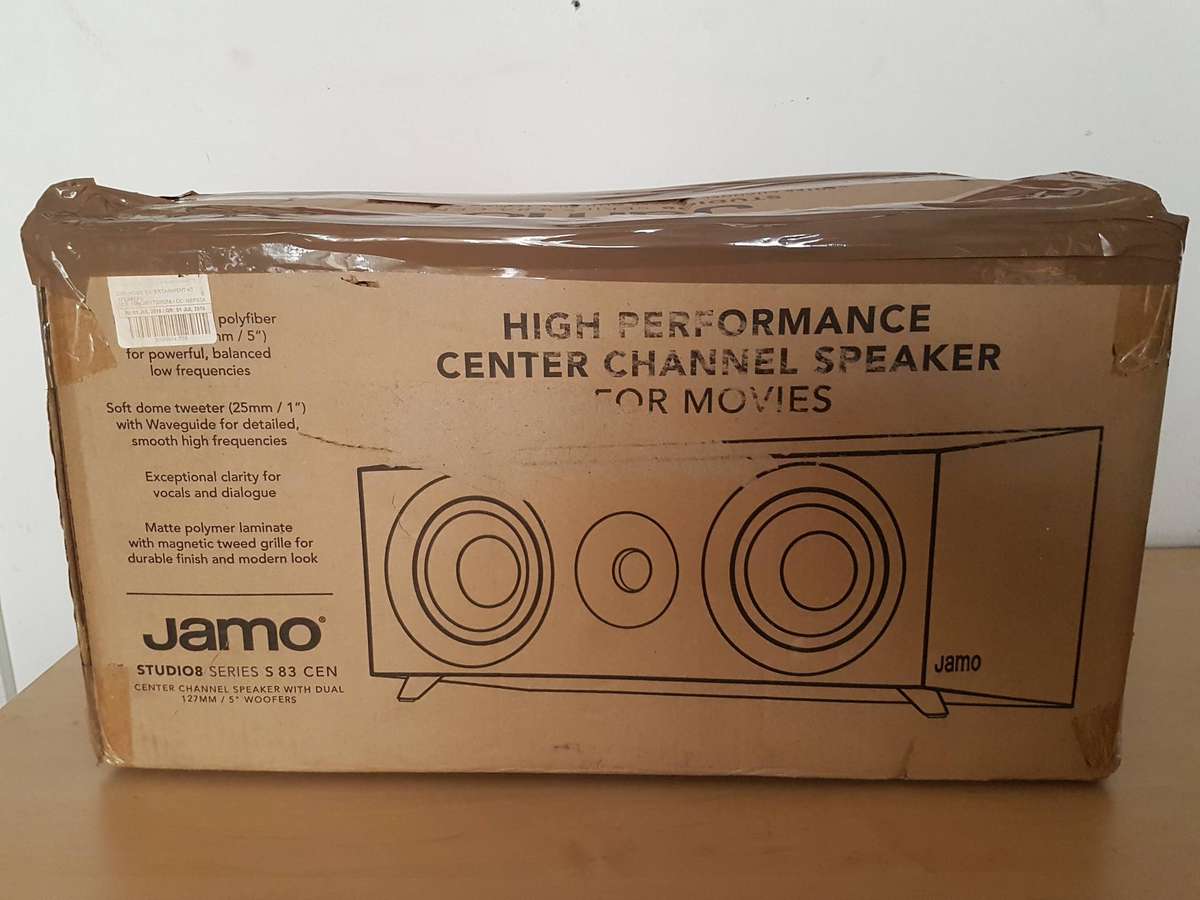 polyfiber
/ 5")
for powerful, balanced
low frequencies
Soft dome tweeter (25mm / 1")
with Waveguide for detailed,
smooth high frequencies
Exceptional clarity for
vocals and dialogue
Matte polymer laminate
with magnetic tweed grille for
durable finish and modern look
Jamo®
STUDIO8 SERIES S 83 CEN
CENTER CHANNEL SPEAKER WITH DUAL
127MM / 5" WOOFERS
HIGH PERFORMANCE
CENTER CHANNEL SPEAKER
FOR MOVIES
Jamo